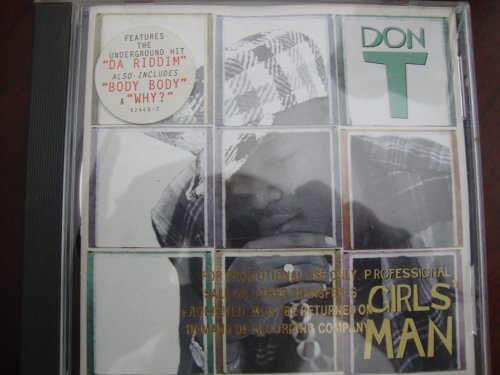 FEATURES
THE
UNDERGROUND HIT
"DA RIDDIM"
ALSO INCLUDES
"BODY BODY"
& "WHY?"
92468-2
DON
T
FOR PROMOTIONAL USE ONLY,
SALE OR OTHER TRANSFER IS
PROHIBITED. MUST BE RETURNED ON
DEMAND OF RECORDING COMPANY
PROFESSIONAL
GIRLS'
MAN